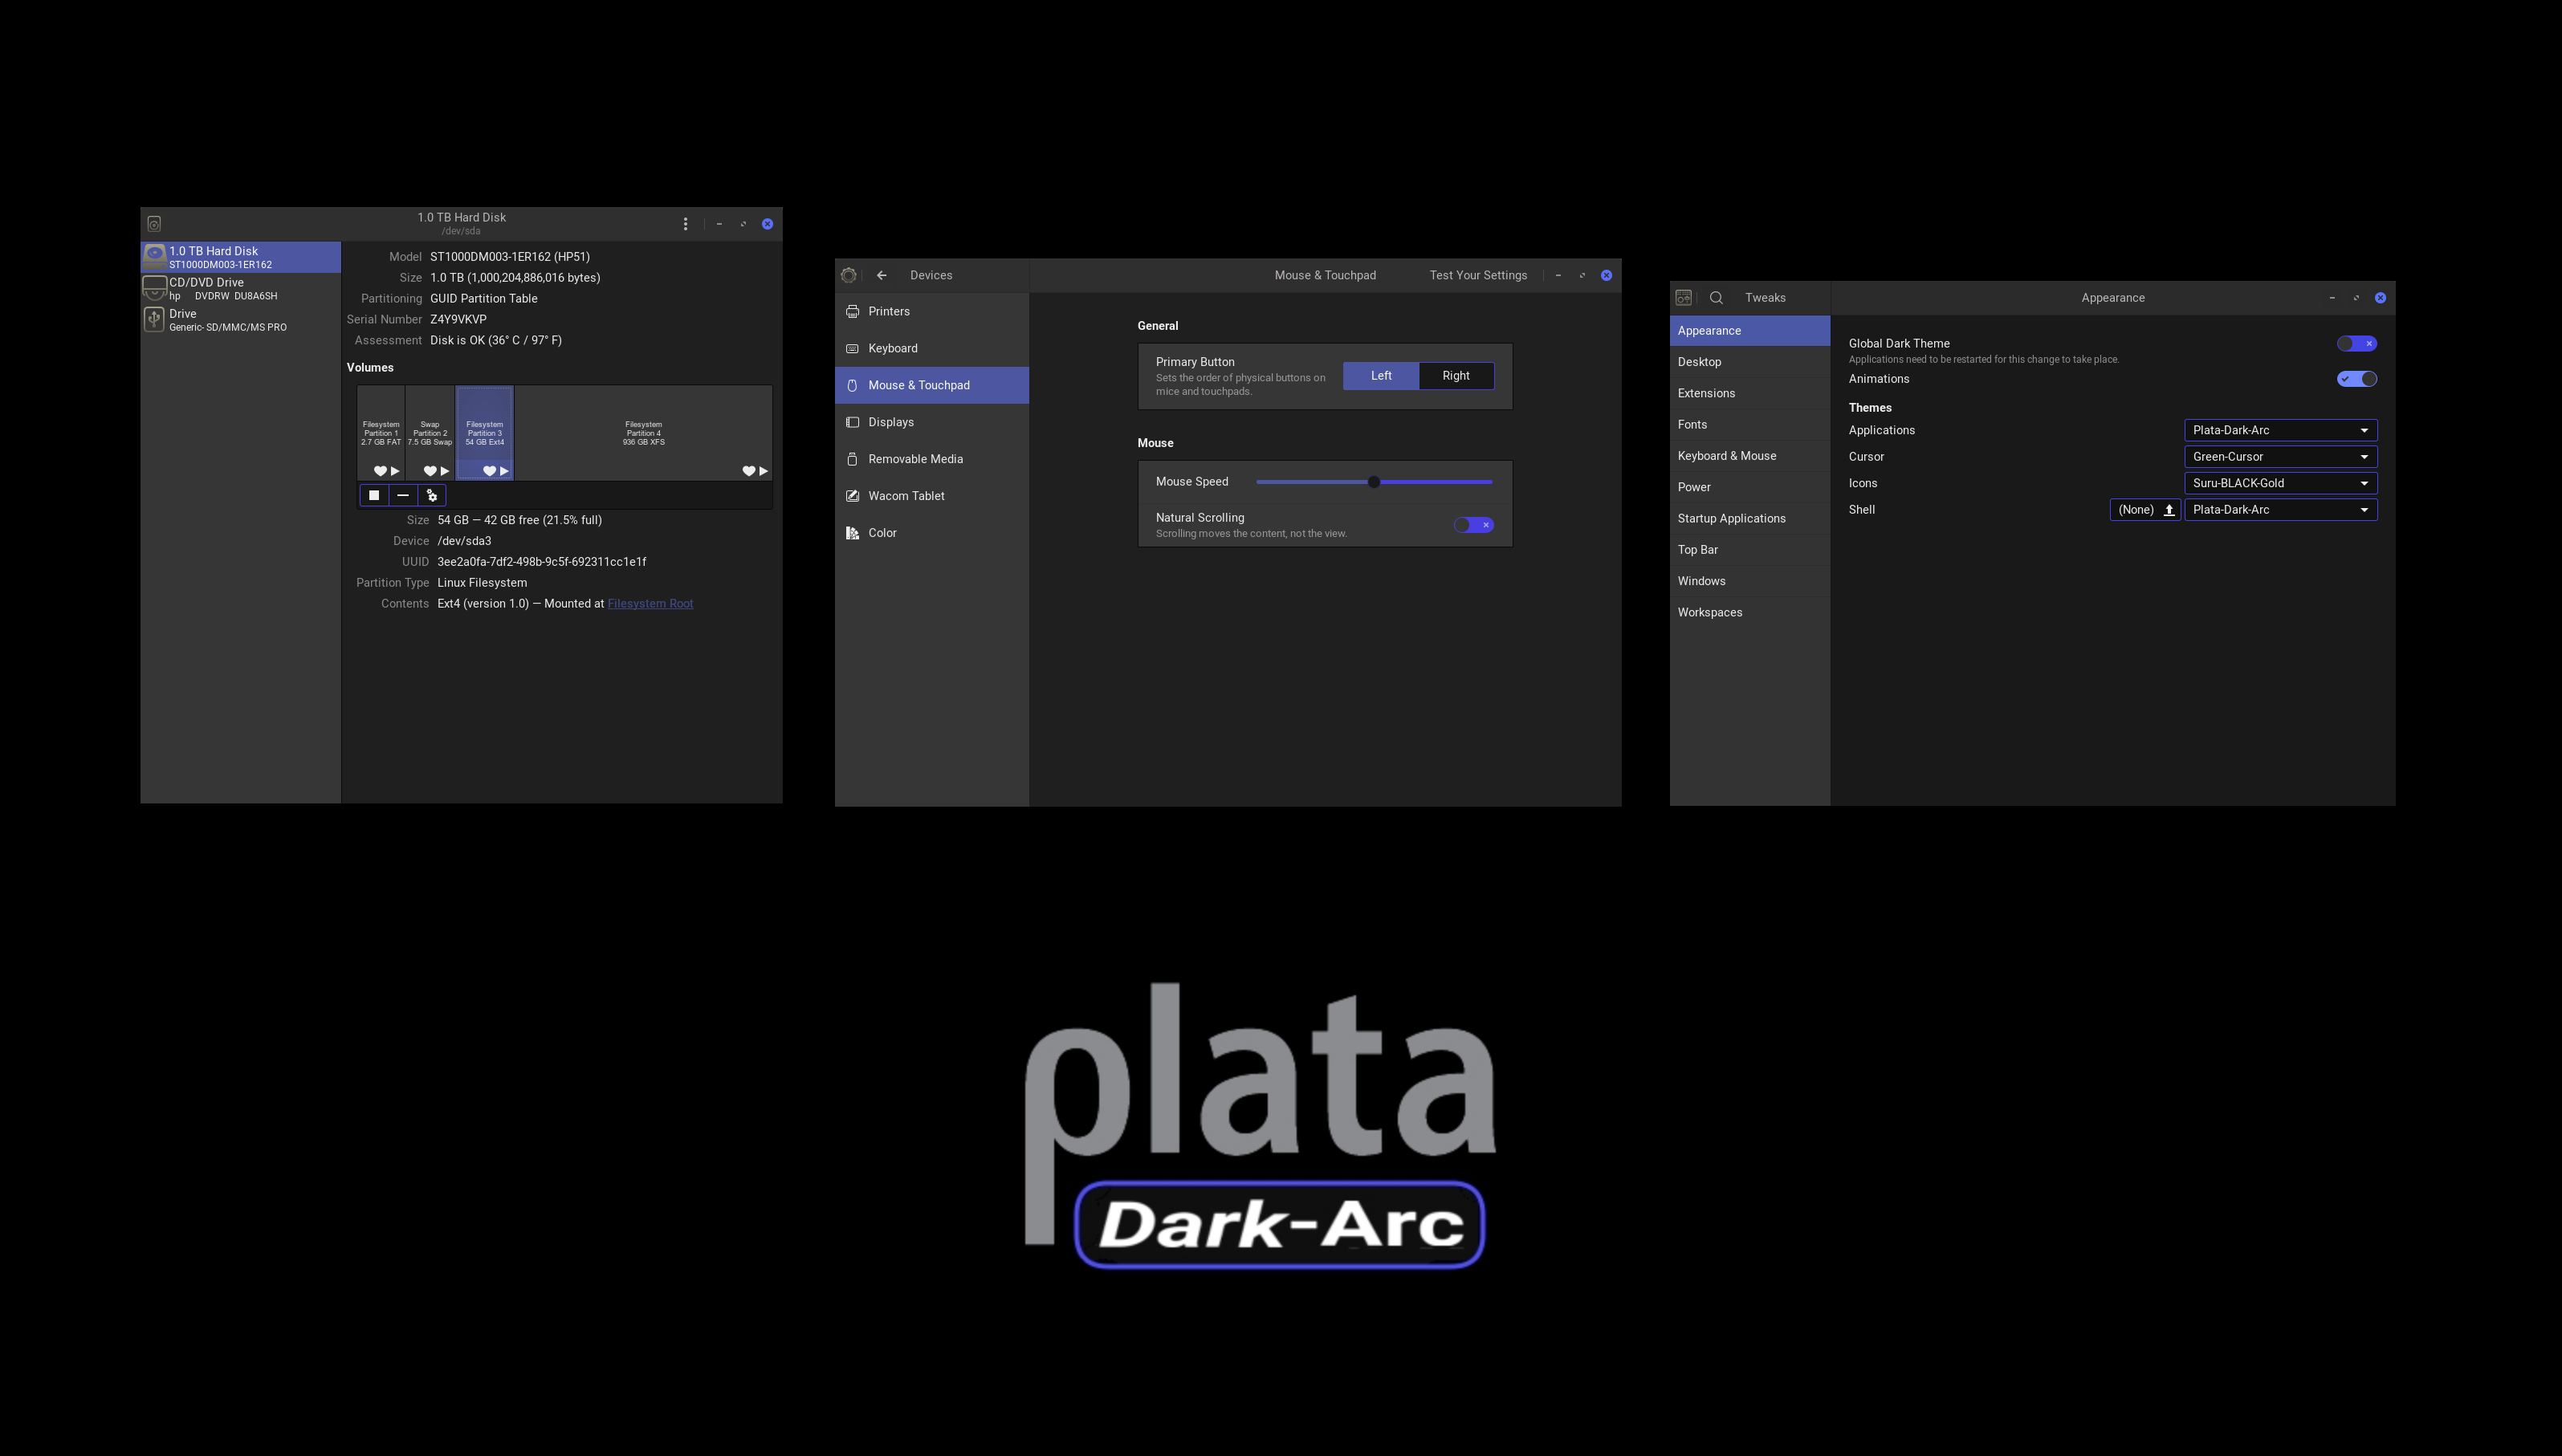 1.0 TB Hard Disk
/dev/sda
1.0 TB Hard Disk
ST1000DM003-1ER162
CD/DVD Drive
hp DVDRW DU8A6SH
Drive
Generic- SD/MMC/MS PRO
Model ST1000DM003-1ER162 (HP51)
Size 1.0 TB (1,000,204,886,016 bytes)
Partitioning GUID Partition Table
Serial Number Z4Y9VKVP
Assessment Disk is OK (36° C / 97° F)
Volumes
Filesystem
Partition 1
2.7 GB FAT
Swap
Partition 2
7.5 GB Swap
Filesystem
Partition 3
54 GB Ext4
Filesystem
Partition 4
936 GB XFS
Size 54 GB — 42 GB free (21.5% full)
Device /dev/sda3
UUID 3ee2a0fa-7df2-498b-9c5f-692311cc1e1f
Partition Type Linux Filesystem
Contents Ext4 (version 1.0) — Mounted at Filesystem Root
Devices
Mouse & Touchpad
Test Your Settings
Printers
Keyboard
Mouse & Touchpad
Displays
Removable Media
Wacom Tablet
Color
General
Primary Button
Sets the order of physical buttons on
mice and touchpads.
Left Right
Mouse
Mouse Speed
Natural Scrolling
Scrolling moves the content, not the view.
Tweaks
Appearance
Appearance
Desktop
Extensions
Fonts
Keyboard & Mouse
Power
Startup Applications
Top Bar
Windows
Workspaces
Global Dark Theme
Applications need to be restarted for this change to take place.
Animations
Themes
Applications Plata-Dark-Arc
Cursor Green-Cursor
Icons Suru-BLACK-Gold
Shell (None) Plata-Dark-Arc
plata
Dark-Arc